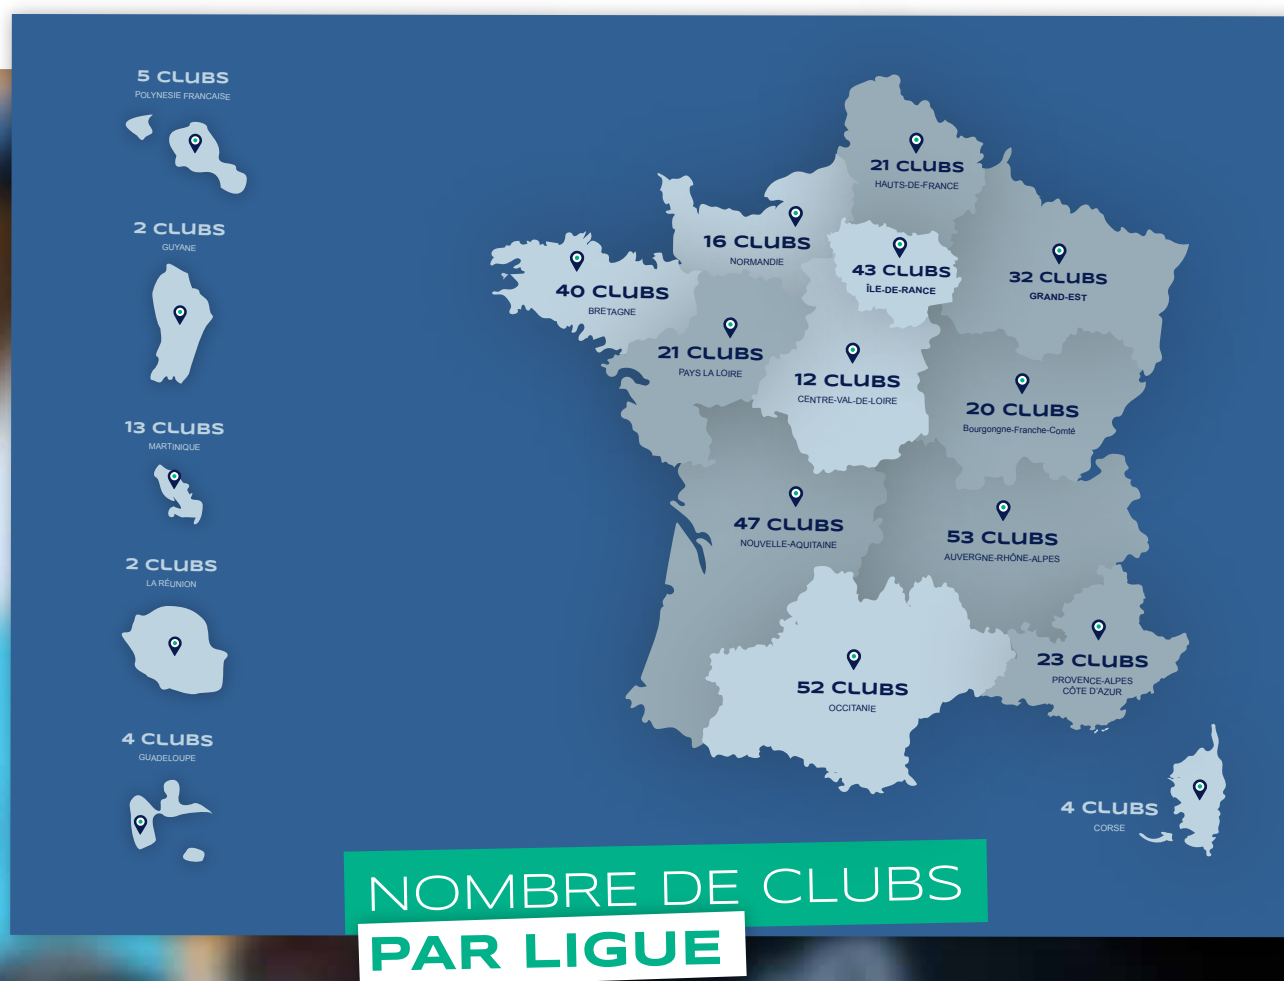 5 CLUBS
POLYNESIE FRANCAISE
2 CLUBS
GUYANE
13 CLUBS
MARTINIQUE
2 CLUBS
LA RÉUNION
4 CLUBS
GUADELOUPE
21 CLUBS
HAUTS-DE-FRANCE
16 CLUBS
NORMANDIE
43 CLUBS
ÎLE-DE-RANCE
32 CLUBS
GRAND-EST
40 CLUBS
BRETAGNE
21 CLUBS
PAYS LA LOIRE
12 CLUBS
CENTRE-VAL-DE-LOIRE
20 CLUBS
Bourgongne-Franche-Comté
47 CLUBS
NOUVELLE-AQUITAINE
53 CLUBS
AUVERGNE-RHÔNE-ALPES
52 CLUBS
OCCITANIE
23 CLUBS
PROVENCE-ALPES
CÔTE D'AZUR
4 CLUBS
CORSE
NOMBRE DE CLUBS
PAR LIGUE